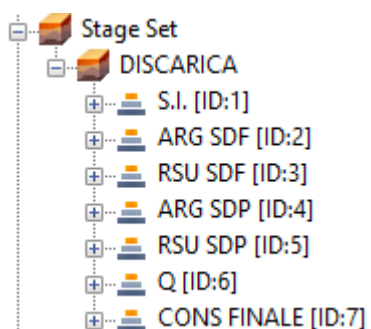 Stage Set
DISCARICA
S.I. [ID:1]
ARG SDF [ID:2]
RSU SDF [ID:3]
ARG SDP [ID:4]
RSU SDP [ID:5]
Q [ID:6]
CONS FINALE [ID:7]